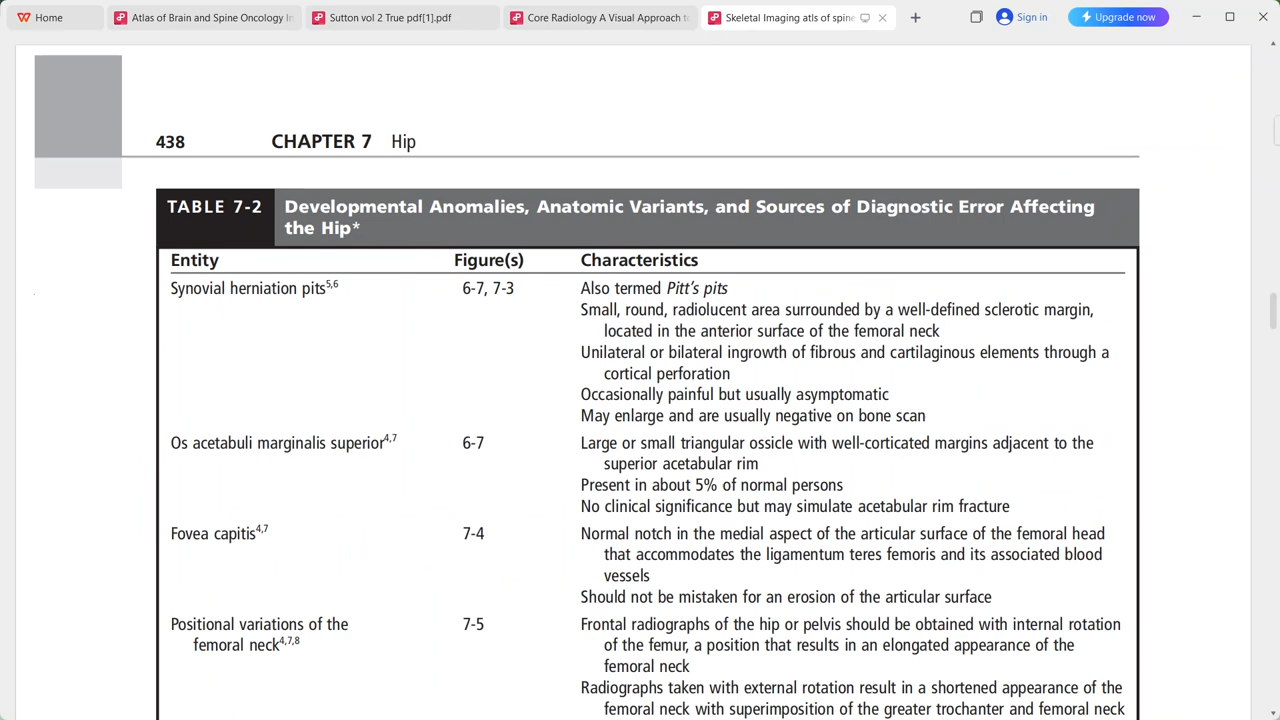 Home
Atlas of Brain and Spine Oncology I
Sutton vol 2 True pdf[1].pdf
Core Radiology A Visual Approach to
Skeletal Imaging atls of spine
Sign in
Upgrade now
438 CHAPTER 7 Hip
TABLE 7-2 Developmental Anomalies, Anatomic Variants, and Sources of Diagnostic Error Affecting
the Hip*
Entity Figure(s) Characteristics
Synovial herniation pits5,6 6-7, 7-3 Also termed Pitt's pits
Small, round, radiolucent area surrounded by a well-defined sclerotic margin,
located in the anterior surface of the femoral neck
Unilateral or bilateral ingrowth of fibrous and cartilaginous elements through a
cortical perforation
Occasionally painful but usually asymptomatic
May enlarge and are usually negative on bone scan
Os acetabuli marginalis superior4,7 6-7 Large or small triangular ossicle with well-corticated margins adjacent to the
superior acetabular rim
Present in about 5% of normal persons
No clinical significance but may simulate acetabular rim fracture
Fovea capitis4,7 7-4 Normal notch in the medial aspect of the articular surface of the femoral head
that accommodates the ligamentum teres femoris and its associated blood
vessels
Should not be mistaken for an erosion of the articular surface
Positional variations of the 7-5 Frontal radiographs of the hip or pelvis should be obtained with internal rotation
femoral neck4,7,8 of the femur, a position that results in an elongated appearance of the
femoral neck
Radiographs taken with external rotation result in a shortened appearance of the
femoral neck with superimposition of the greater trochanter and femoral neck